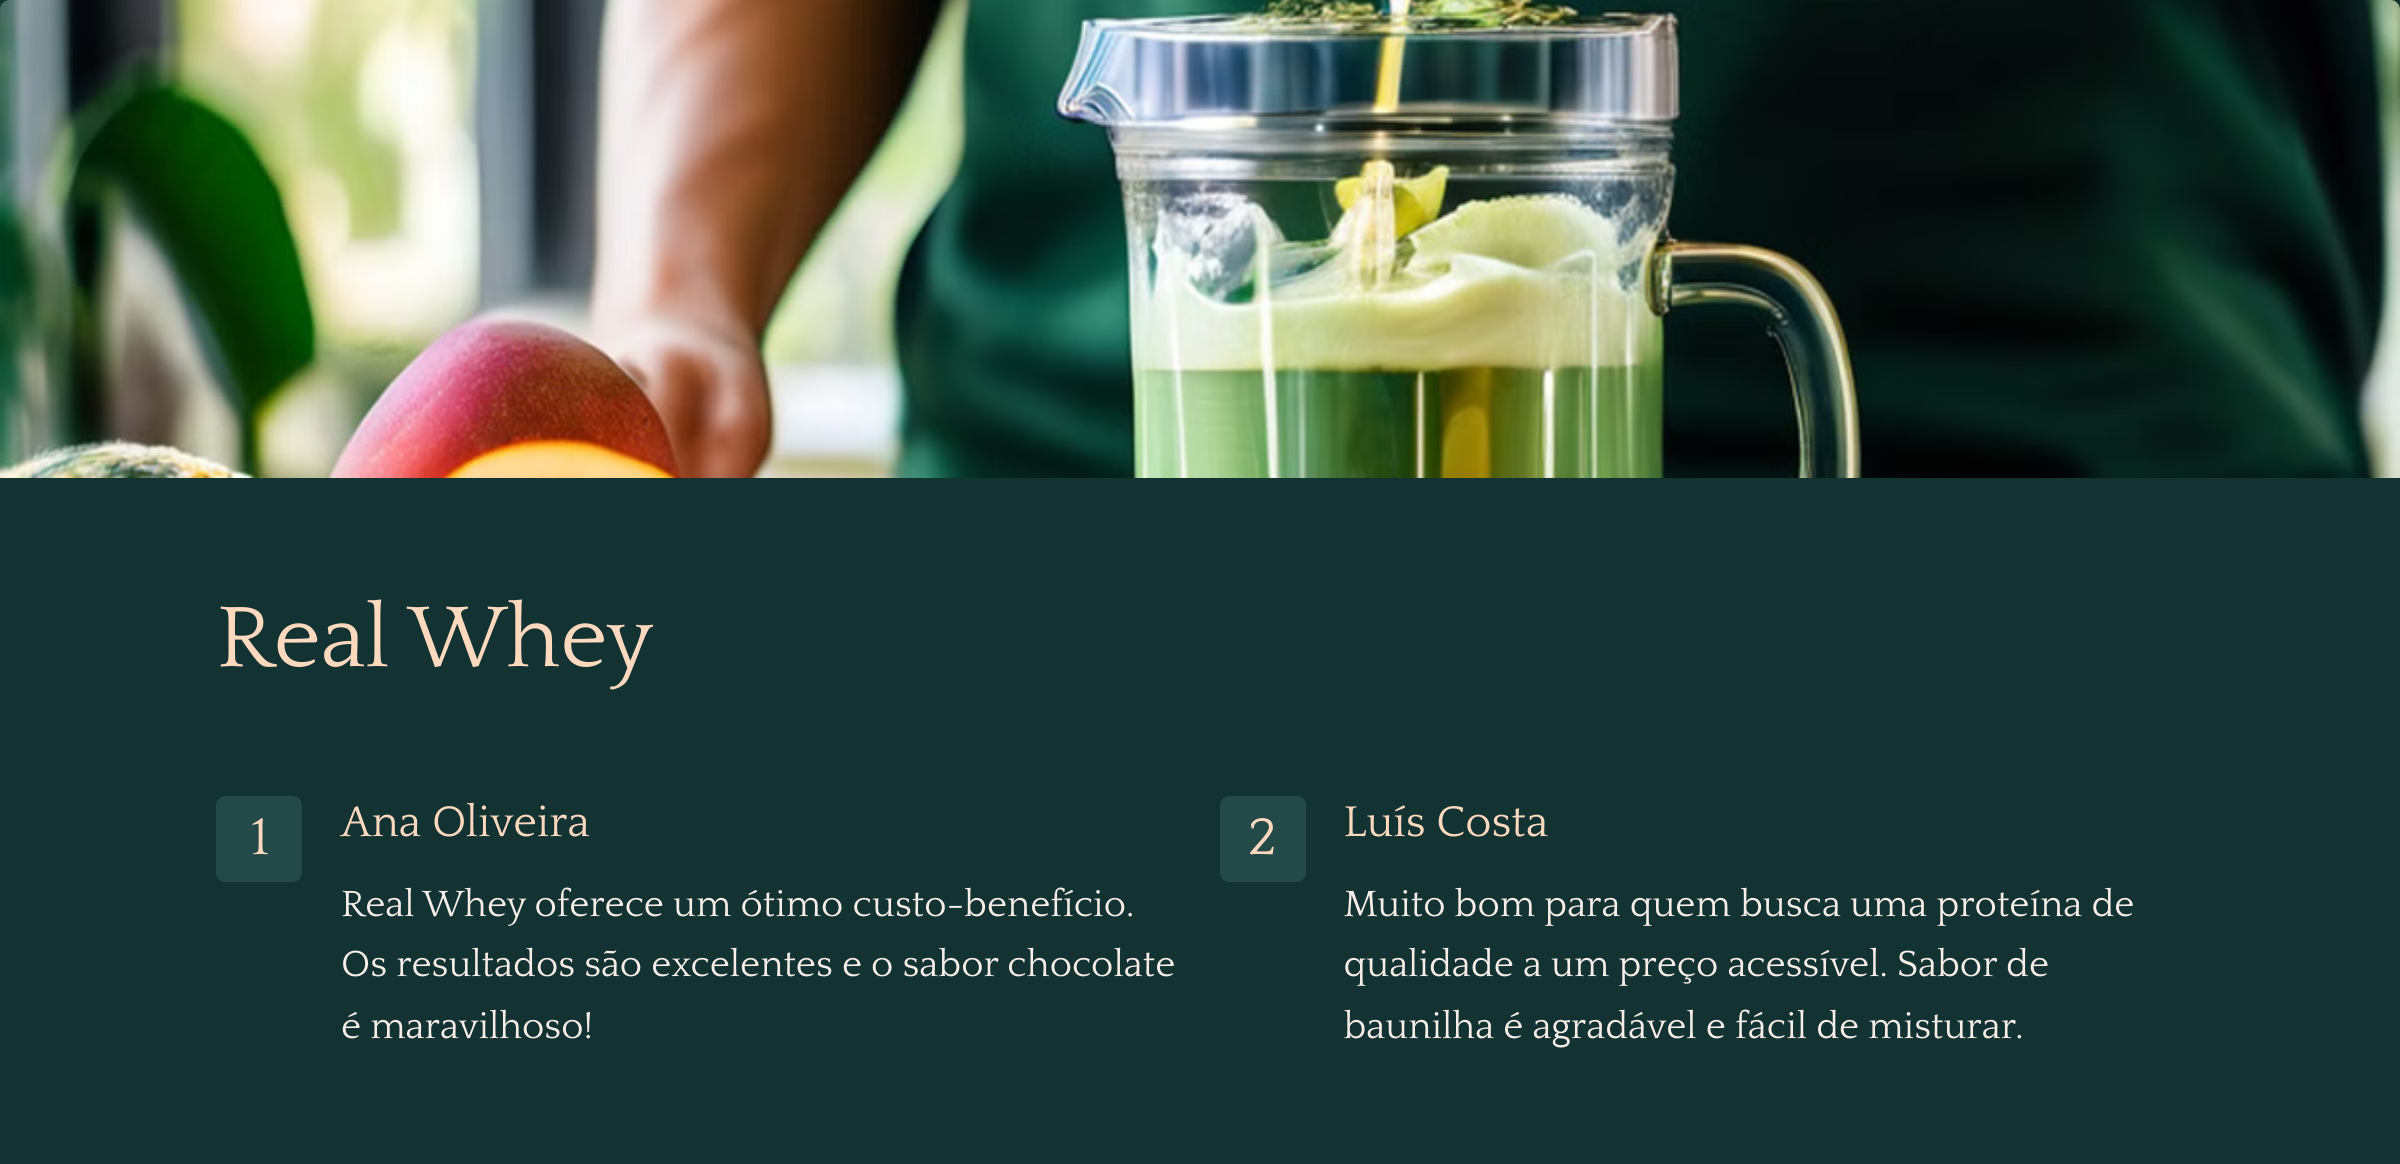 Real Whey
1
Ana Oliveira
Real Whey oferece um ótimo custo-benefício.
Os resultados são excelentes e o sabor chocolate
é maravilhoso!
2
Luís Costa
Muito bom para quem busca uma proteína de
qualidade a um preço acessível. Sabor de
baunilha é agradável e fácil de misturar.